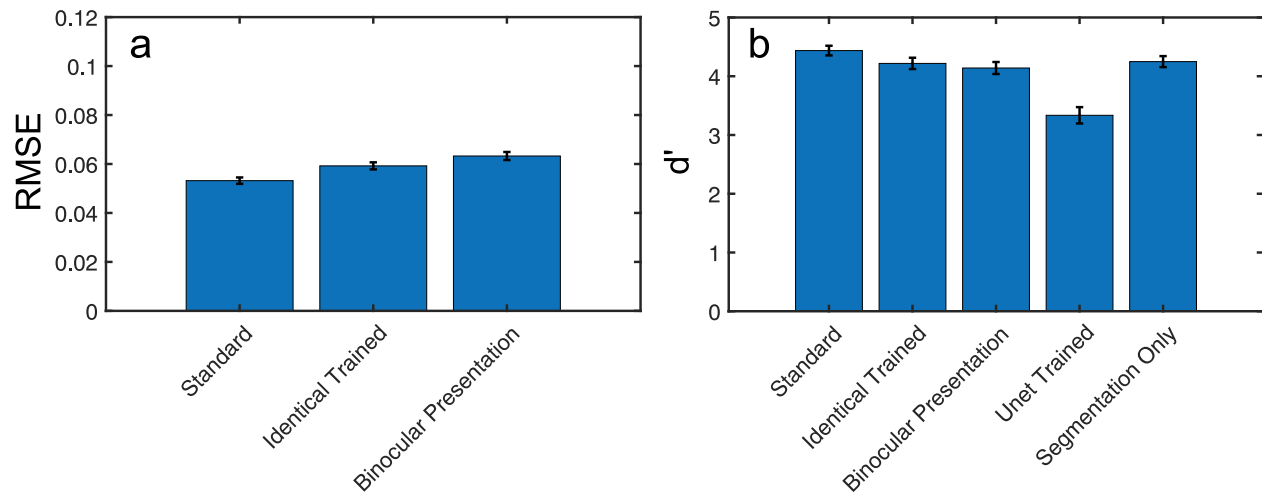 a
RMSE
0.12
0.1
0.08
0.06
0.04
0.02
0
Standard
Identical Trained
Binocular Presentation
b
d'
5
4
3
2
1
0
Standard
Identical Trained
Binocular Presentation
Unet Trained
Segmentation Only